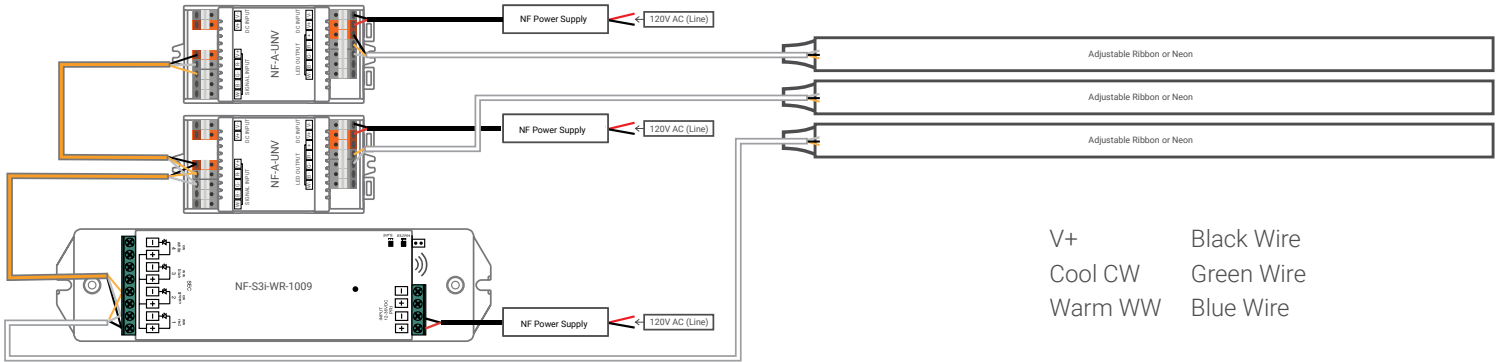 NF Power Supply
120V AC (Line)
DC INPUT
DC INPUT
NF-A-UNV
SIGNAL INPUT
LED OUTPUT
Adjustable Ribbon or Neon
Adjustable Ribbon or Neon
NF Power Supply
120V AC (Line)
DC INPUT
DC INPUT
NF-A-UNV
SIGNAL INPUT
LED OUTPUT
Adjustable Ribbon or Neon
V+ Black Wire
Cool CW Green Wire
Warm WW Blue Wire
NF-S3i-WR-1009
NF Power Supply
120V AC (Line)